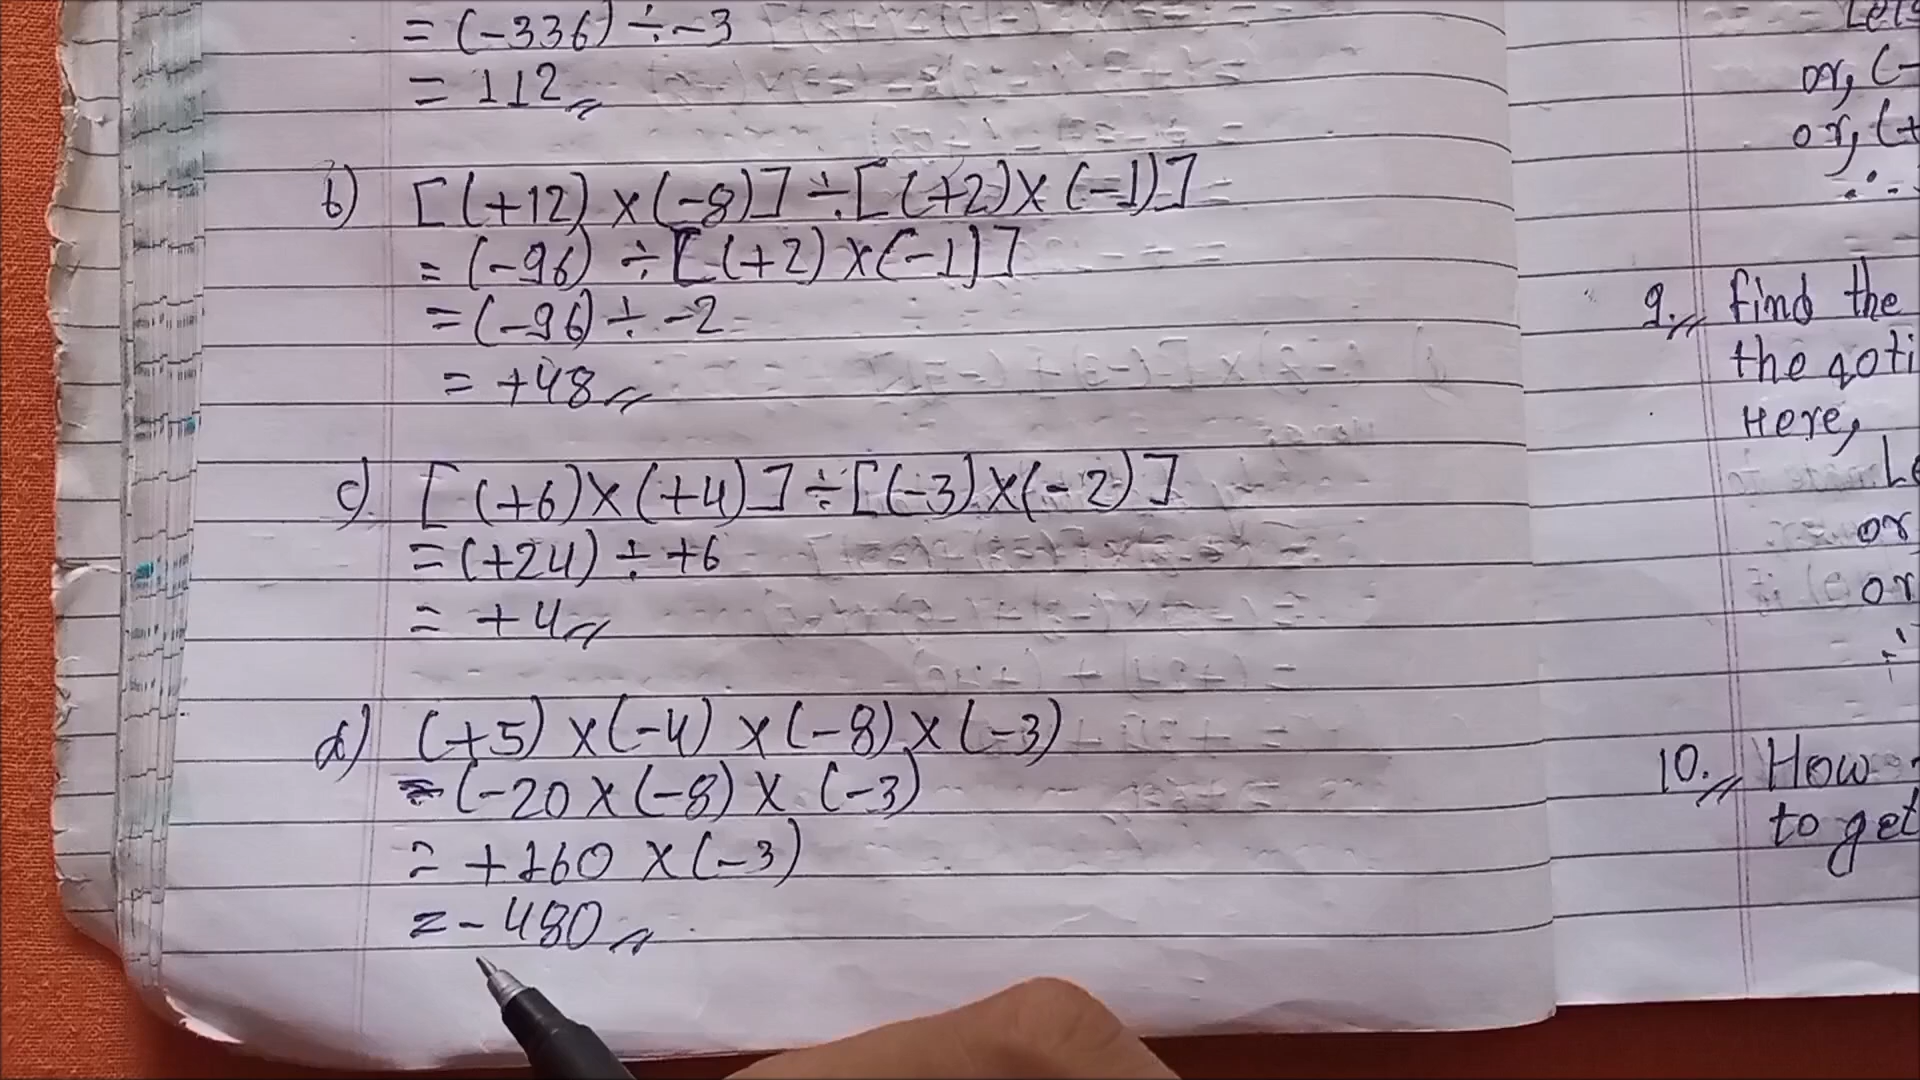 = (-336) ÷ -3
= 112
b) [(+12) × (-8)] ÷ [(+2) × (-1)]
= (-96) ÷ [(+2) × (-1)]
= (-96) ÷ -2
= +48
c) [(+6) × (+4)] ÷ [(-3) × (-2)]
= (+24) ÷ +6
= +4
d) (+5) × (-4) × (-8) × (-3)
= (-20 × (-8) × (-3)
= +160 × (-3)
= -480
or, (-
or, (+
∴ -
9. Find the
the qoti
Here,
Le
or
or
10. How
to get